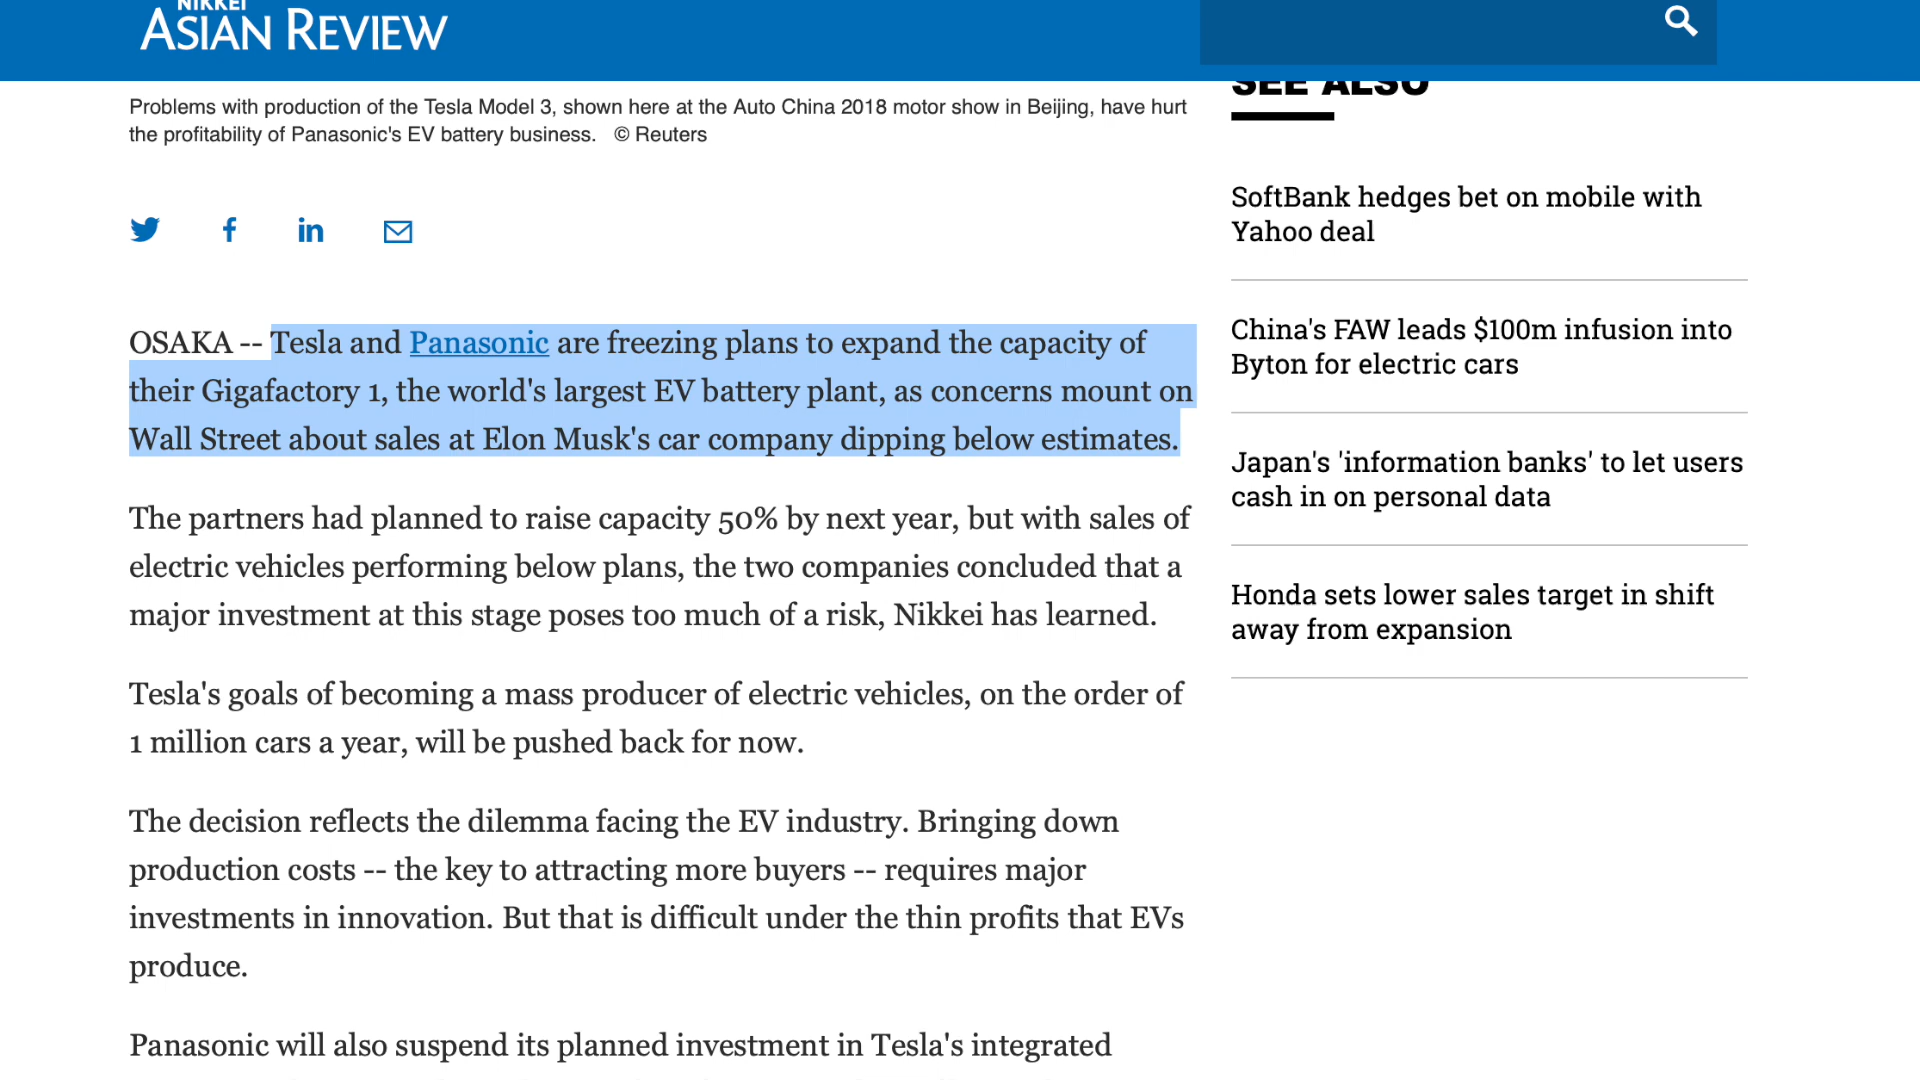 NIKKEI
ASIAN REVIEW
Problems with production of the Tesla Model 3, shown here at the Auto China 2018 motor show in Beijing, have hurt
the profitability of Panasonic's EV battery business. © Reuters
OSAKA -- Tesla and Panasonic are freezing plans to expand the capacity of
their Gigafactory 1, the world's largest EV battery plant, as concerns mount on
Wall Street about sales at Elon Musk's car company dipping below estimates.
The partners had planned to raise capacity 50% by next year, but with sales of
electric vehicles performing below plans, the two companies concluded that a
major investment at this stage poses too much of a risk, Nikkei has learned.
Tesla's goals of becoming a mass producer of electric vehicles, on the order of
1 million cars a year, will be pushed back for now.
The decision reflects the dilemma facing the EV industry. Bringing down
production costs -- the key to attracting more buyers -- requires major
investments in innovation. But that is difficult under the thin profits that EVs
produce.
Panasonic will also suspend its planned investment in Tesla's integrated
SEE ALSO
SoftBank hedges bet on mobile with
Yahoo deal
China's FAW leads $100m infusion into
Byton for electric cars
Japan's 'information banks' to let users
cash in on personal data
Honda sets lower sales target in shift
away from expansion